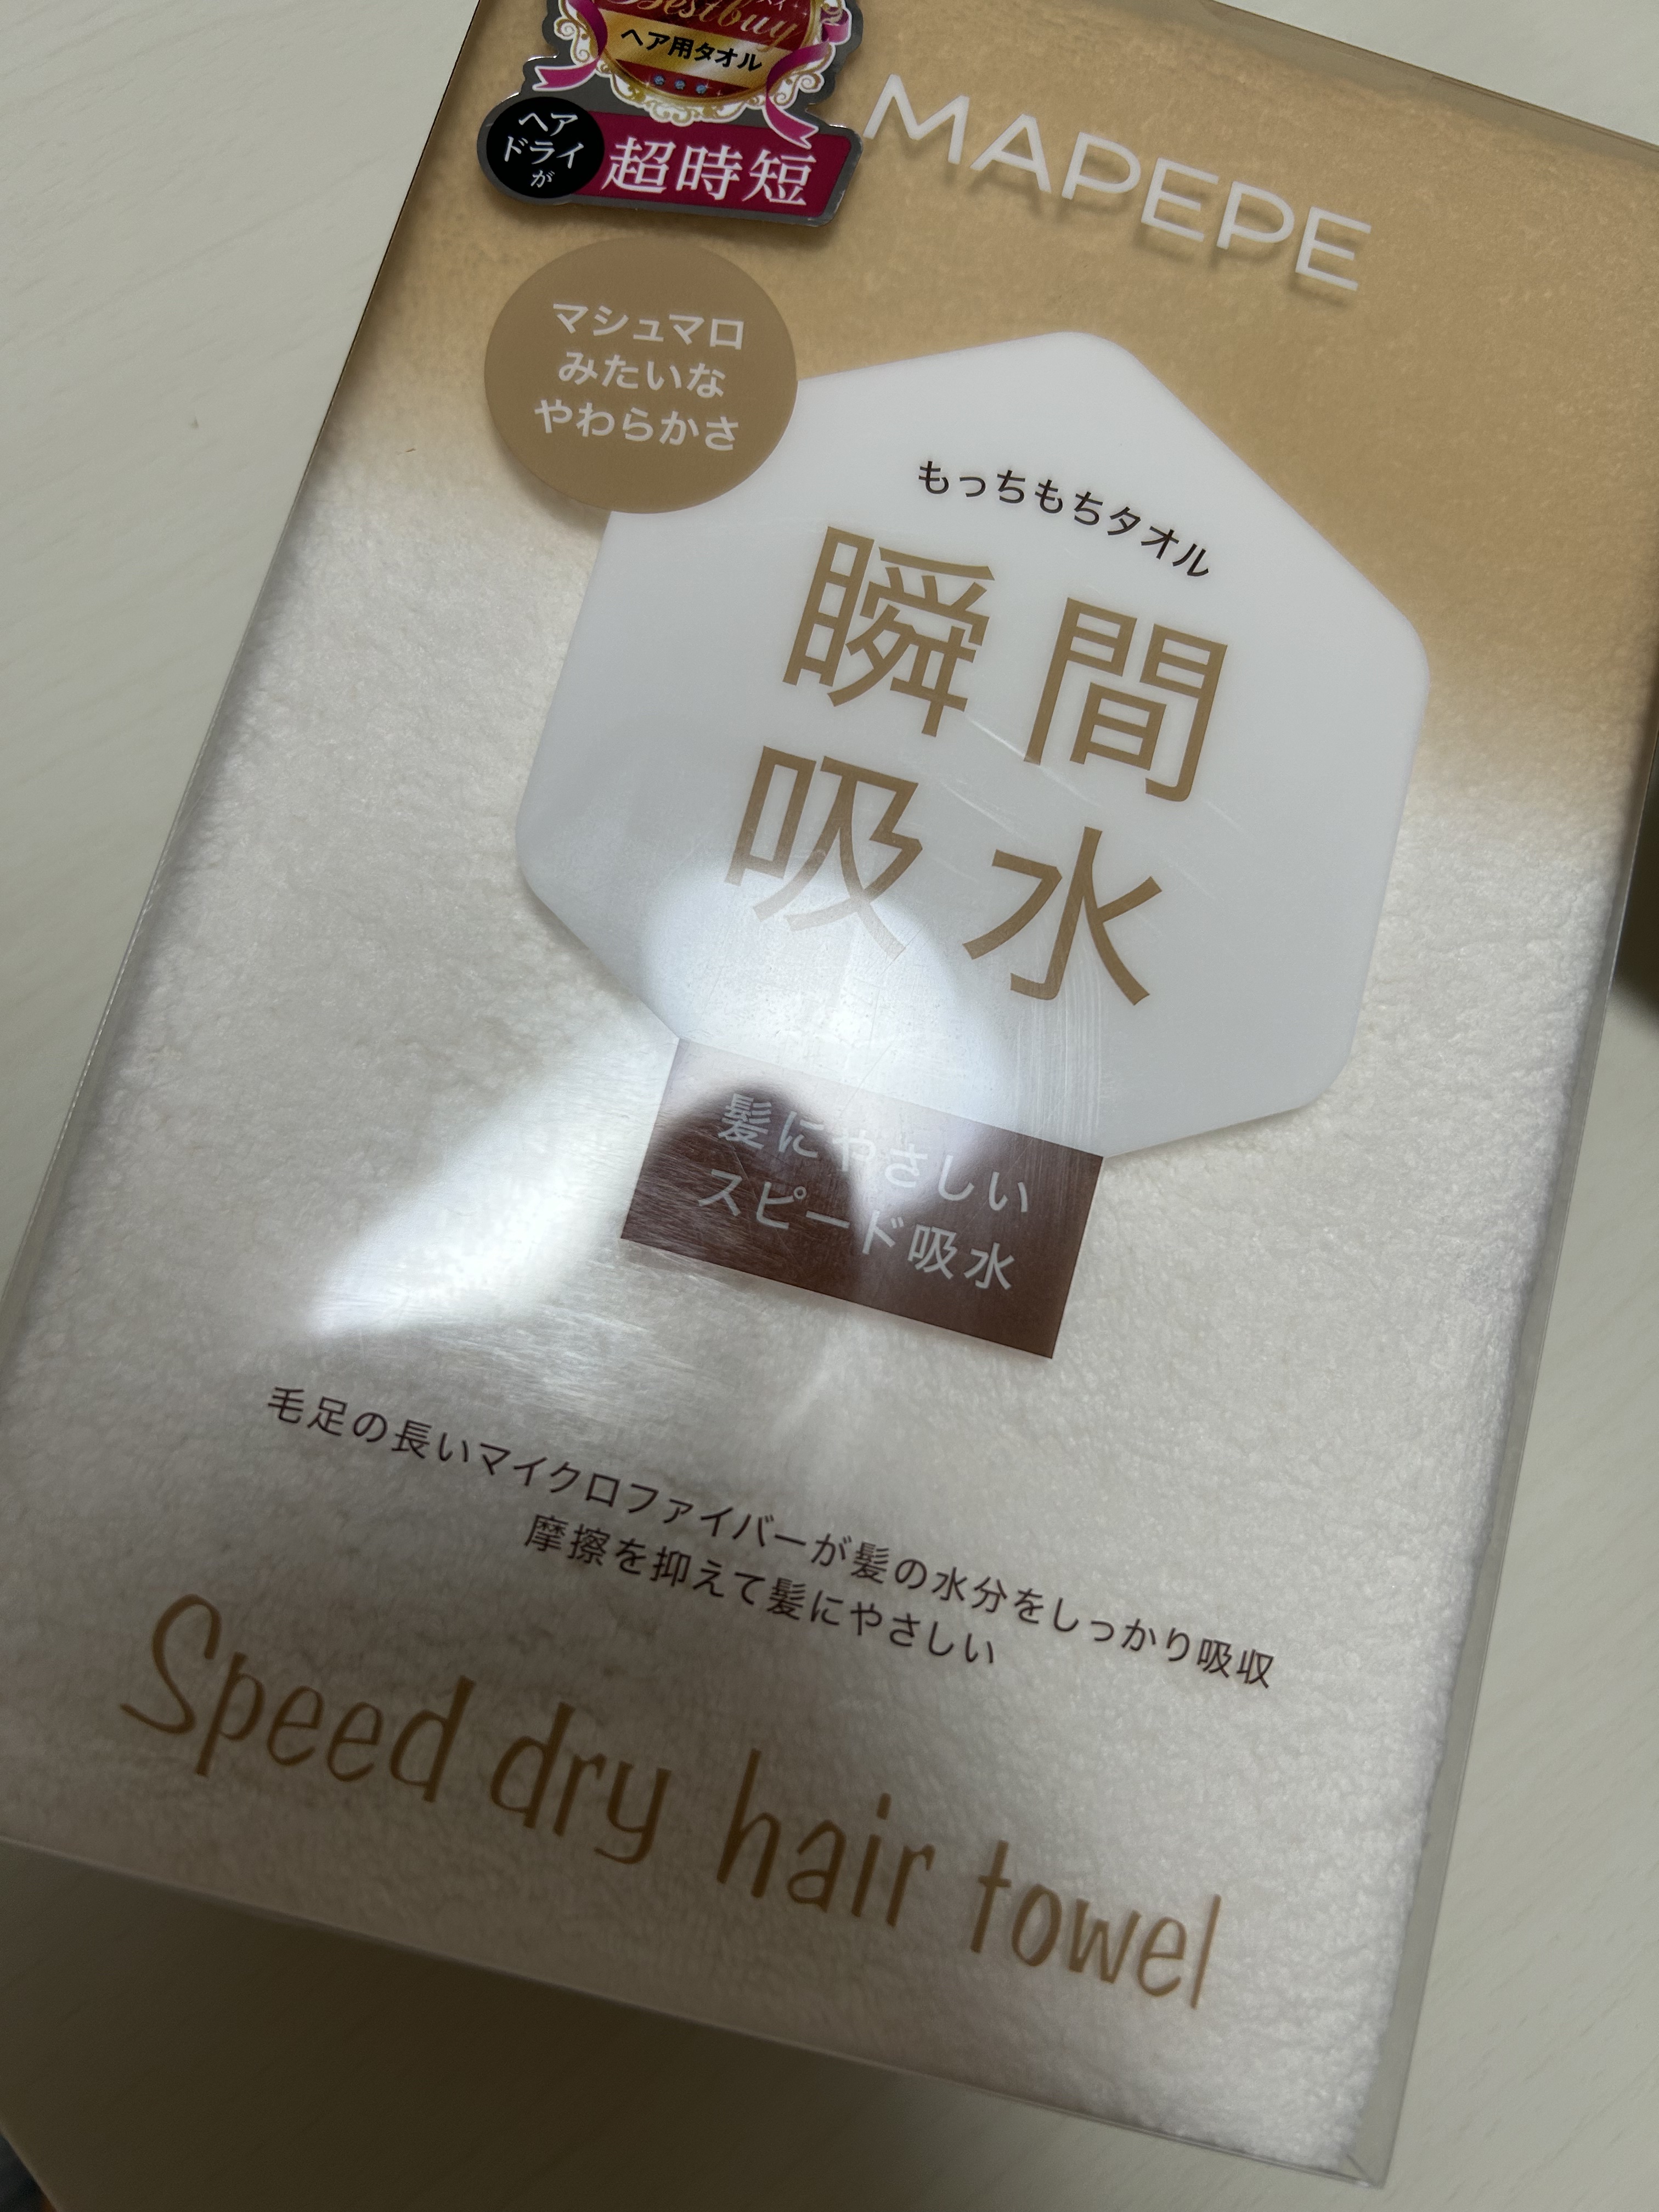 Bestbuy
ヘア用タオル
ヘア
ドライ
が
超時短
MAPEPE
マシュマロ
みたいな
やわらかさ
もっちもちタオル
瞬間
吸水
髪にやさしい
スピード吸水
毛足の長いマイクロファイバーが髪の水分をしっかり吸収
摩擦を抑えて髪にやさしい
Speed dry hair towel